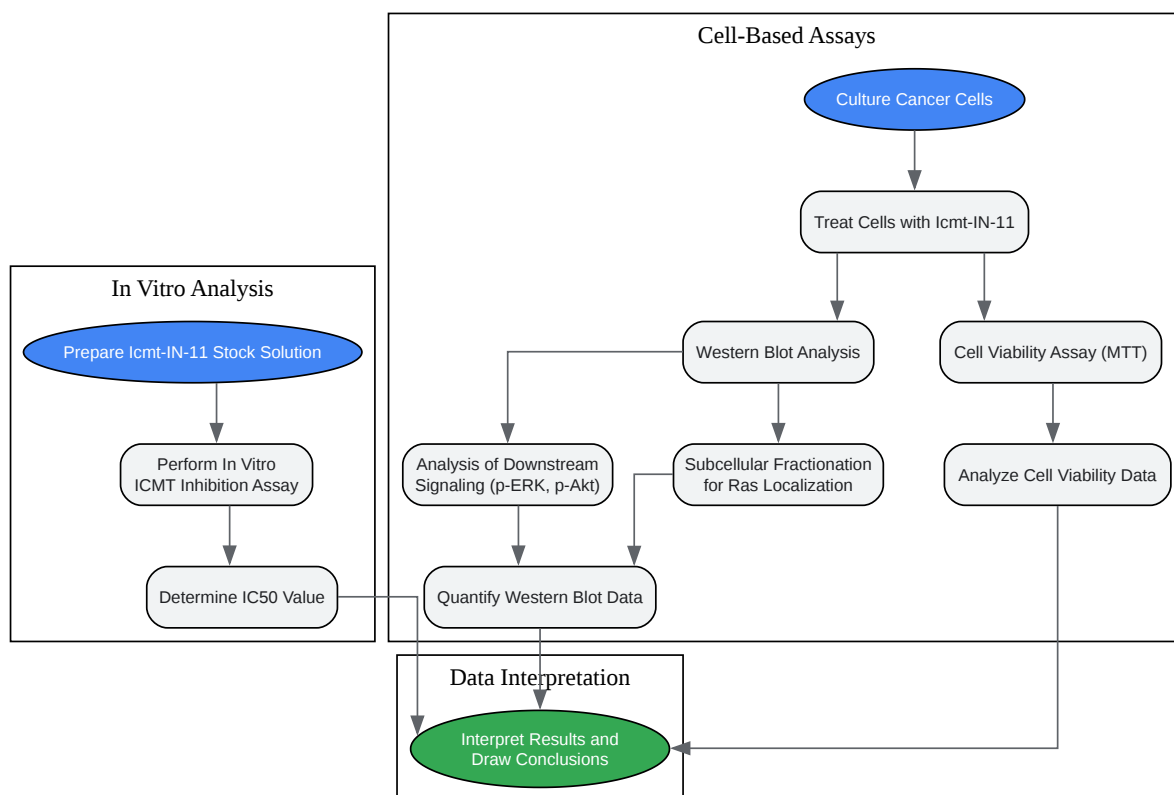 Cell-Based Assays
Culture Cancer Cells
Treat Cells with Icmt-IN-11
In Vitro Analysis
Prepare Icmt-IN-11 Stock Solution
Western Blot Analysis
Cell Viability Assay (MTT)
Perform In Vitro
ICMT Inhibition Assay
Analysis of Downstream
Signaling (p-ERK, p-Akt)
Subcellular Fractionation
for Ras Localization
Analyze Cell Viability Data
Determine IC50 Value
Quantify Western Blot Data
Data Interpretation
Interpret Results and
Draw Conclusions